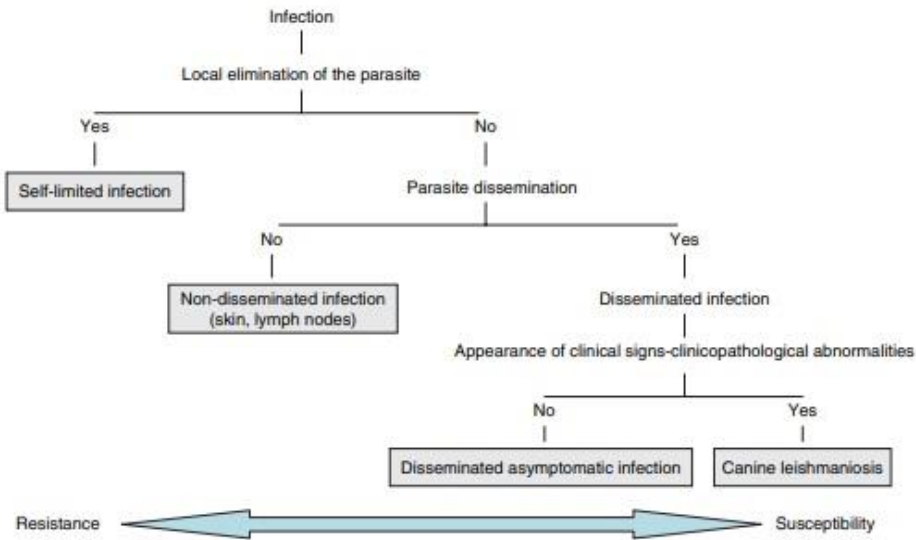 Infection
Local elimination of the parasite
Yes
No
Self-limited infection
Parasite dissemination
No
Yes
Non-disseminated infection
(skin, lymph nodes)
Disseminated infection
Appearance of clinical signs-clinicopathological abnormalities
No
Yes
Disseminated asymptomatic infection
Canine leishmaniosis
Resistance
Susceptibility